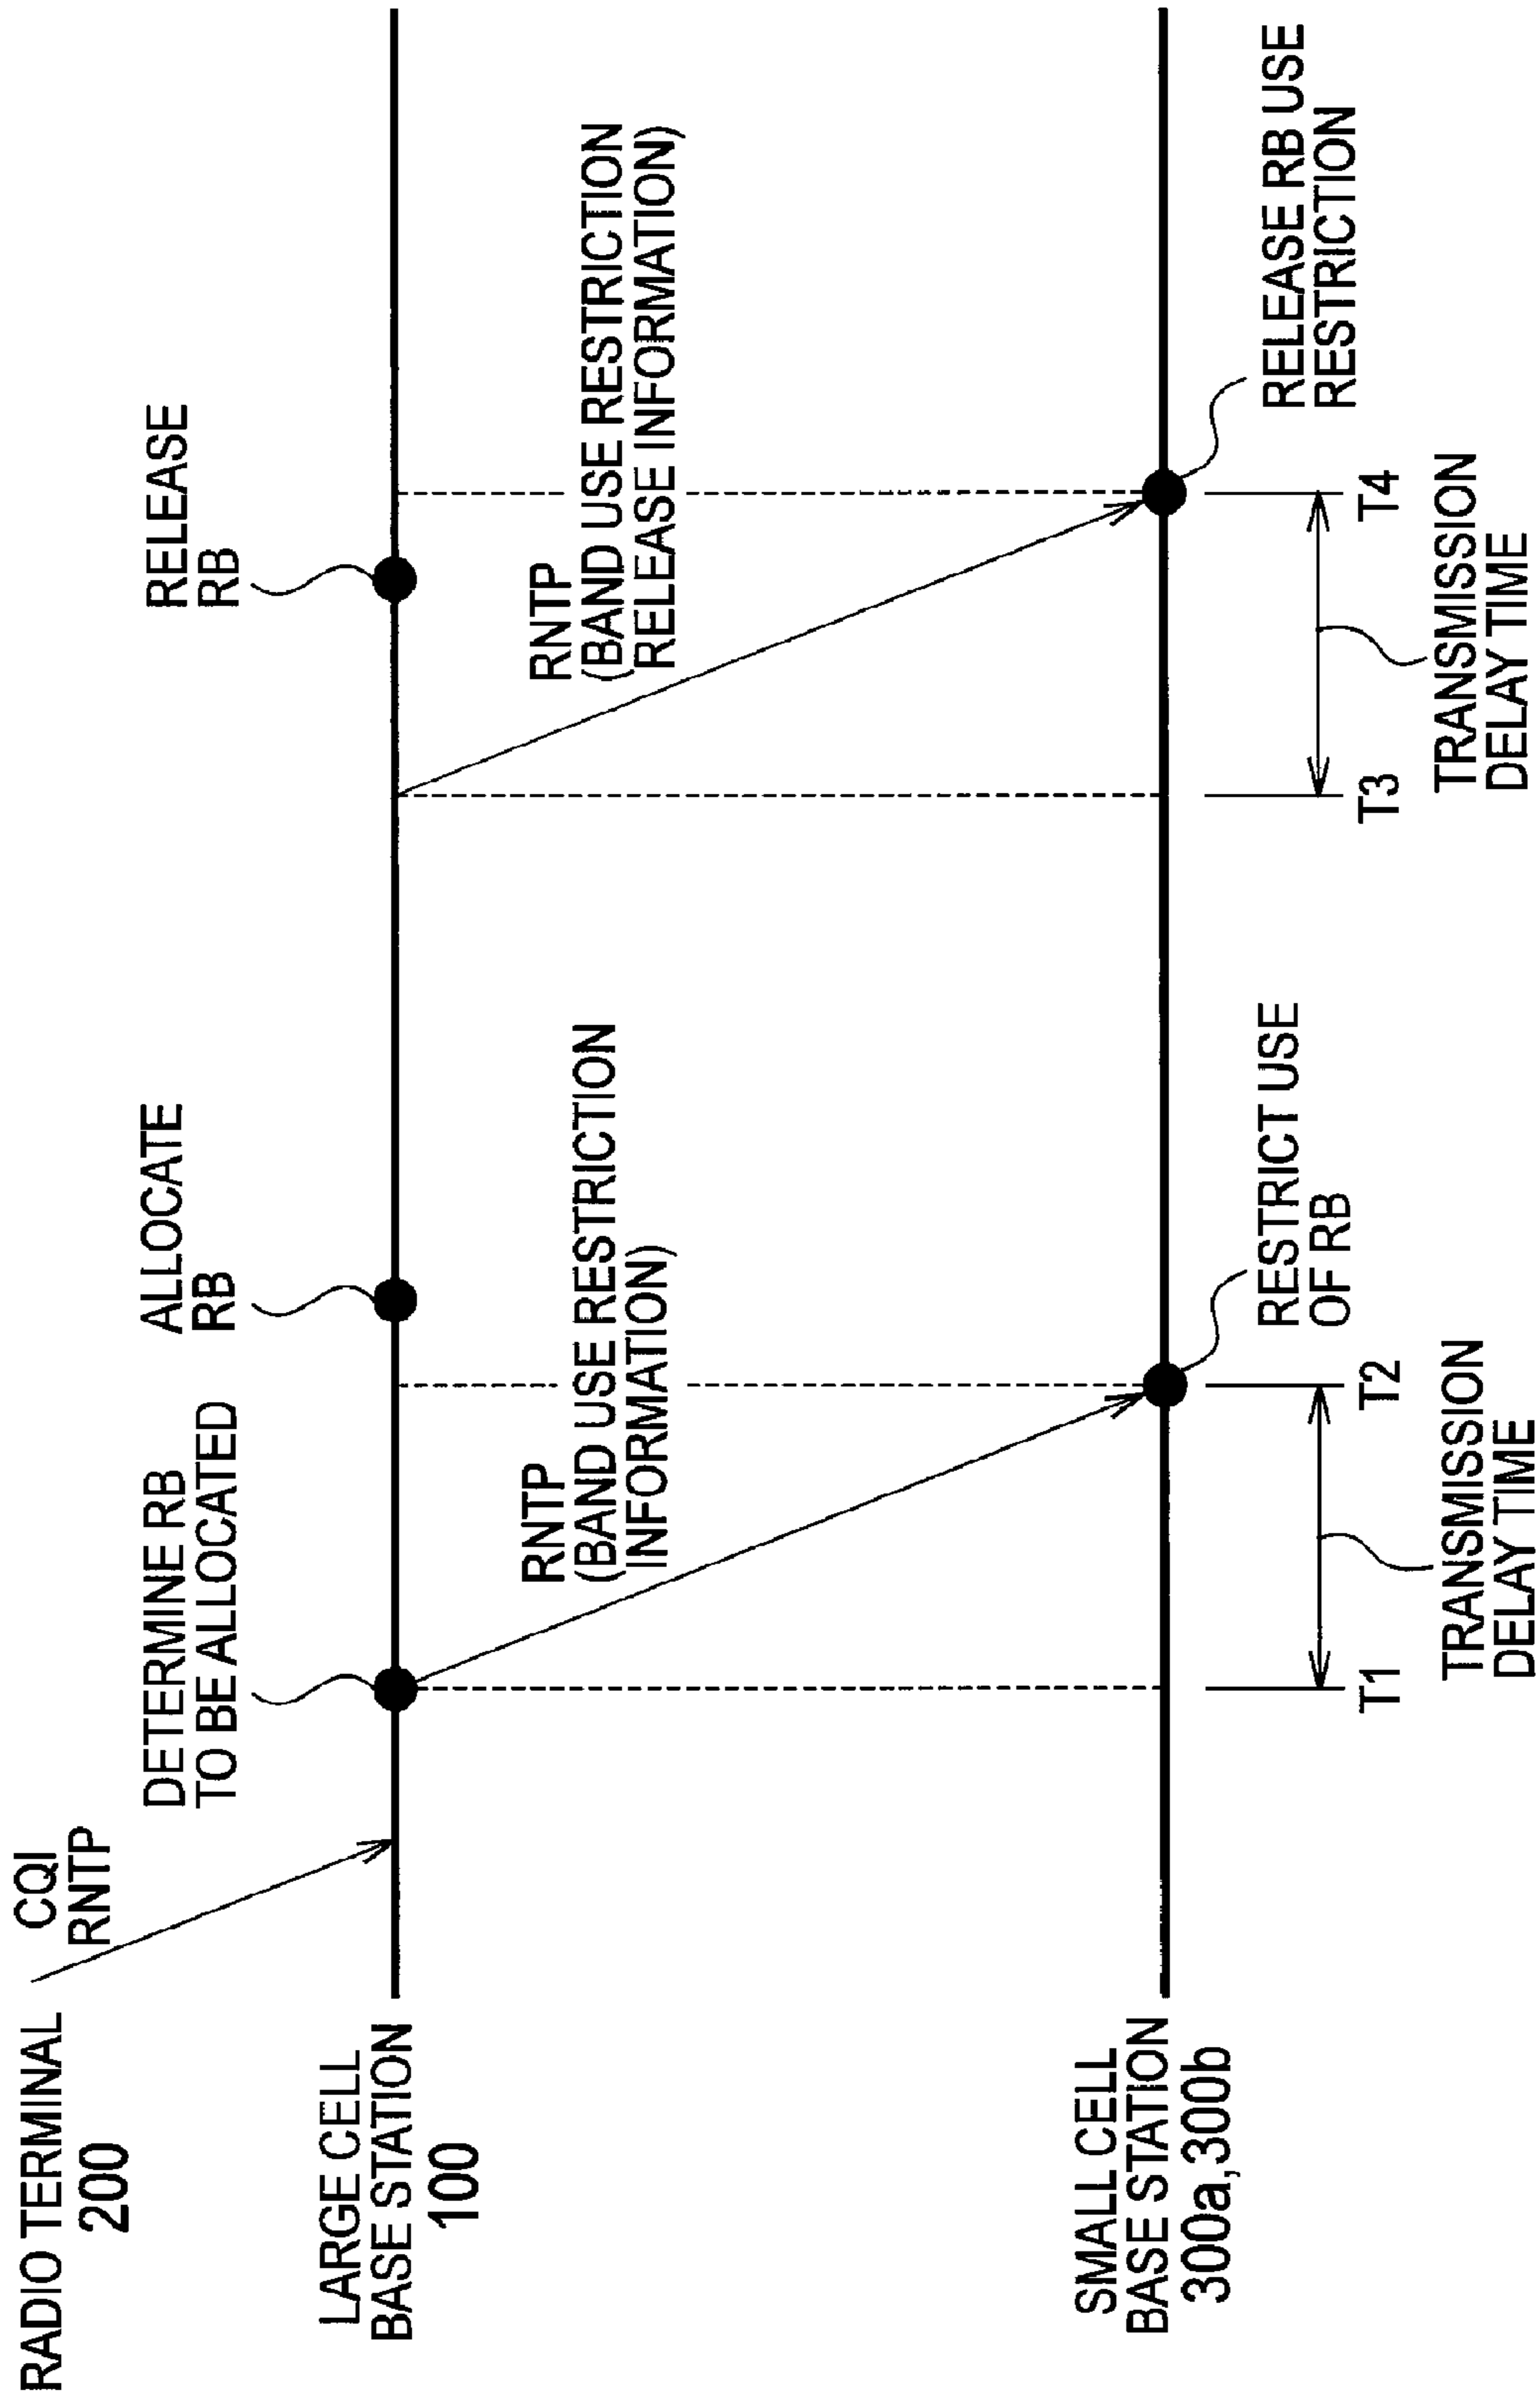 RADIO TERMINAL
200
CQI
RNTP
LARGE CELL
BASE STATION
100
DETERMINE RB
TO BE ALLOCATED
ALLOCATE
RB
RELEASE
RB
RNTP
(BAND USE RESTRICTION
INFORMATION)
RNTP
(BAND USE RESTRICTION
RELEASE INFORMATION)
SMALL CELL
BASE STATION
300a,300b
RESTRICT USE
OF RB
RELEASE RB USE
RESTRICTION
T1
T2
T3
T4
TRANSMISSION
DELAY TIME
TRANSMISSION
DELAY TIME